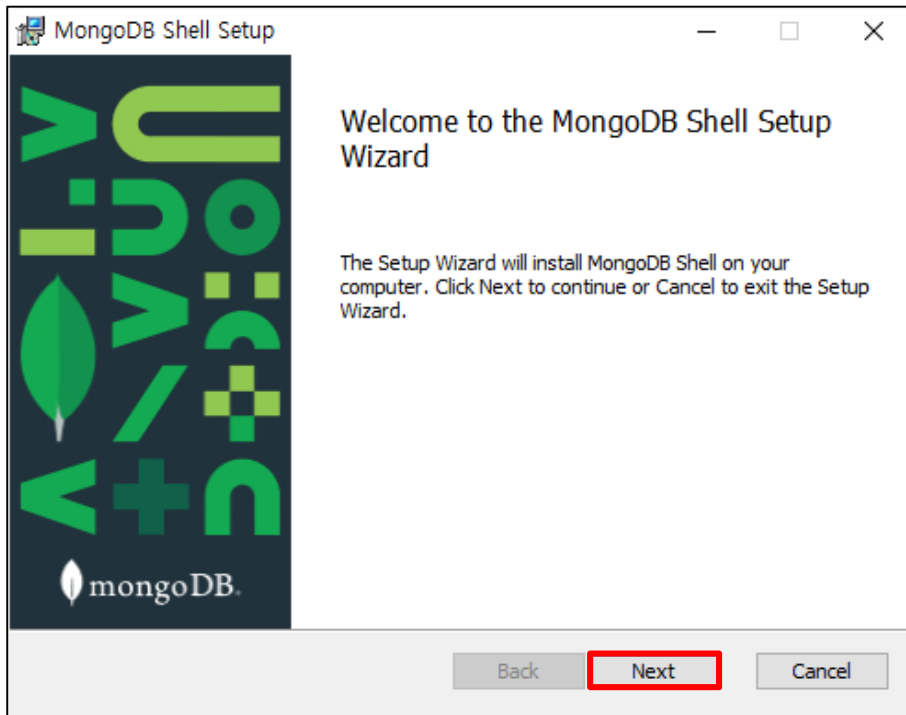 MongoDB Shell Setup
Welcome to the MongoDB Shell Setup
Wizard
The Setup Wizard will install MongoDB Shell on your
computer. Click Next to continue or Cancel to exit the Setup
Wizard.
mongoDB.
Back Next Cancel